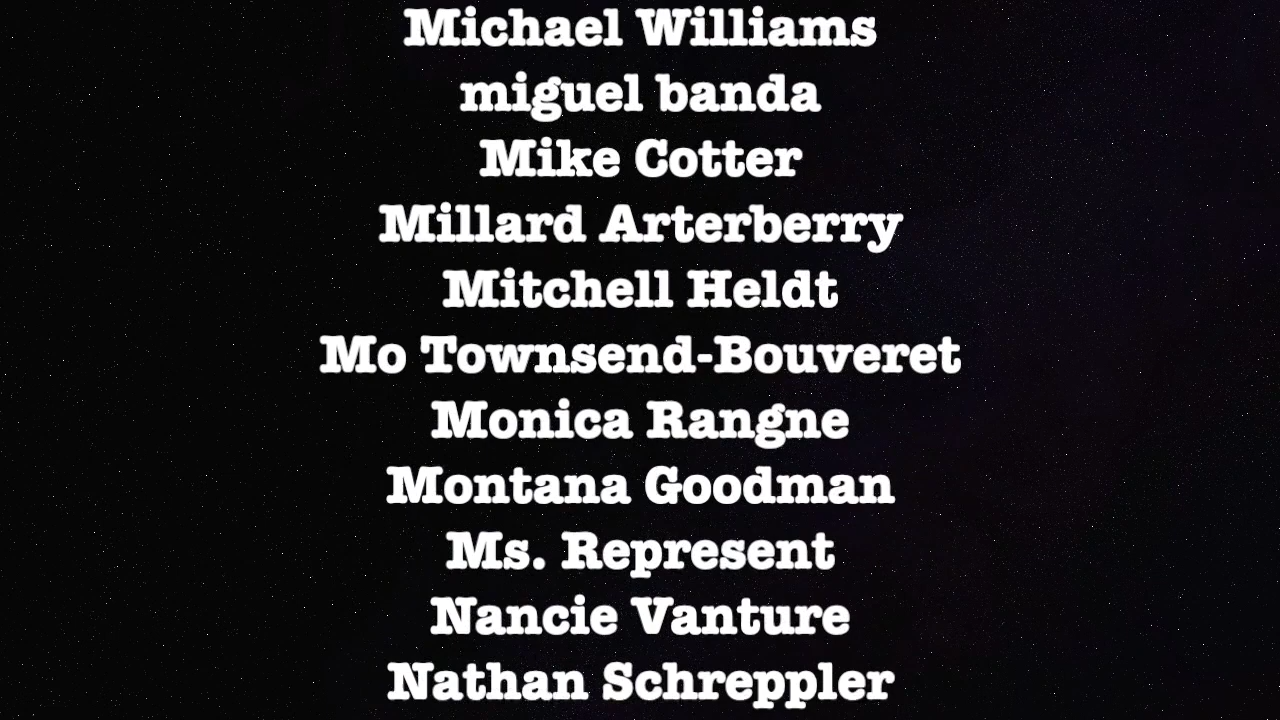 Michael Williams
miguel banda
Mike Cotter
Millard Arterberry
Mitchell Heldt
Mo Townsend-Bouveret
Monica Rangne
Montana Goodman
Ms. Represent
Nancie Vanture
Nathan Schreppler